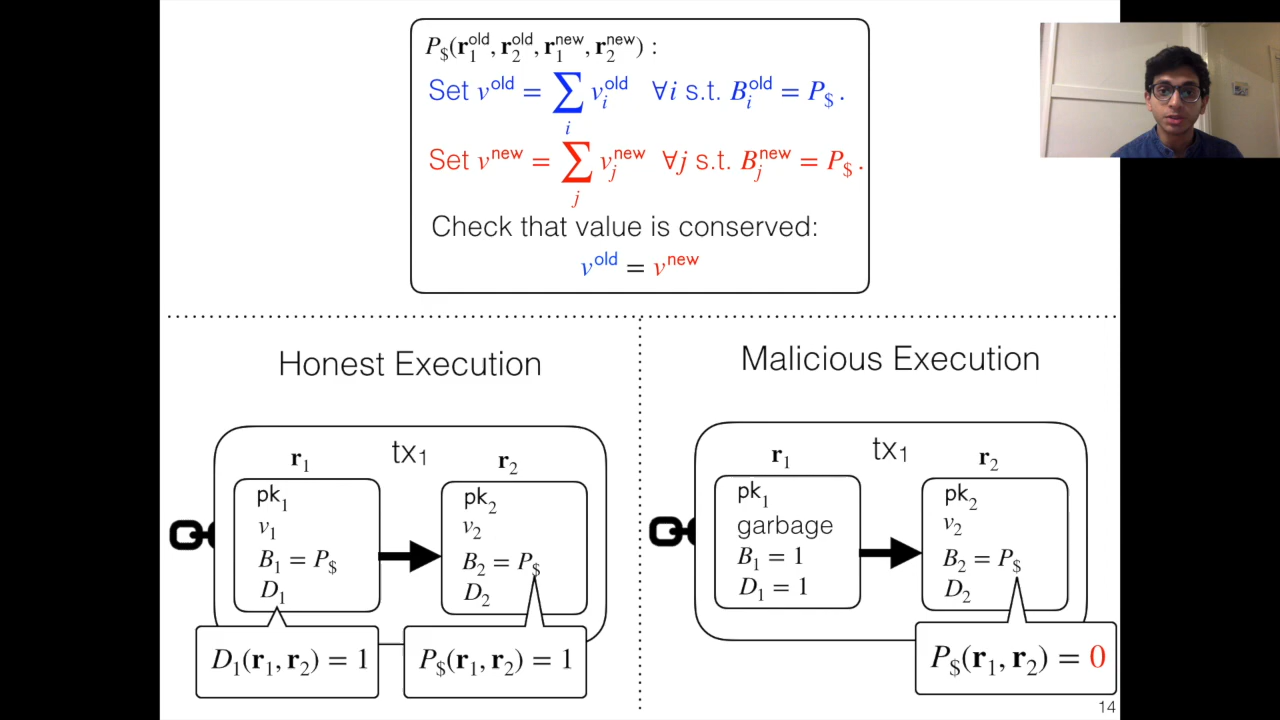 P$(r₁ᵒˡᵈ, r₂ᵒˡᵈ, r₁ⁿᵉʷ, r₂ⁿᵉʷ) :
Set vᵒˡᵈ = ∑ᵢ vᵢᵒˡᵈ ∀i s.t. Bᵢᵒˡᵈ = P$ .
Set vⁿᵉʷ = ∑ⱼ vⱼⁿᵉʷ ∀j s.t. Bⱼⁿᵉʷ = P$ .
Check that value is conserved:
vᵒˡᵈ = vⁿᵉʷ
Honest Execution
tx₁
r₁
r₂
pk₁
v₁
B₁ = P$
D₁
pk₂
v₂
B₂ = P$
D₂
D₁(r₁, r₂) = 1
P$(r₁, r₂) = 1
Malicious Execution
tx₁
r₁
r₂
pk₁
garbage
B₁ = 1
D₁ = 1
pk₂
v₂
B₂ = P$
D₂
P$(r₁, r₂) = 0
14